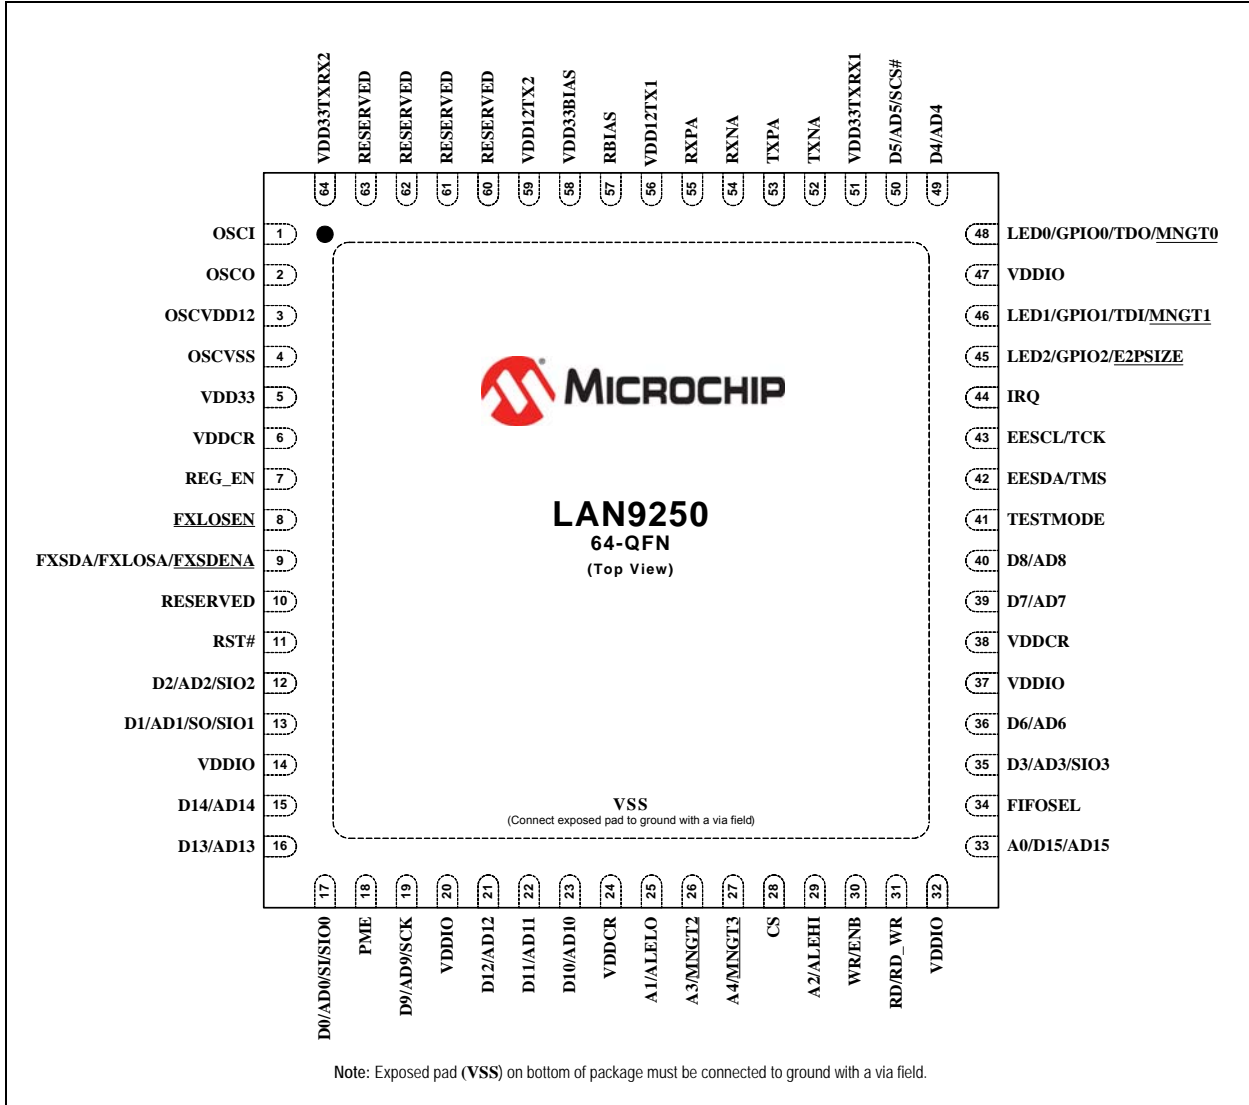 VDD33TXRX2
RESERVED
RESERVED
RESERVED
RESERVED
VDD12TX2
VDD33BIAS
RBIAS
VDD12TX1
RXPA
RXNA
TXPA
TXNA
VDD33TXRX1
D5/AD5/SCS#
D4/AD4
64
63
62
61
60
59
58
57
56
55
54
53
52
51
50
49
OSCI 1
OSCO 2
OSCVDD12 3
OSCVSS 4
VDD33 5
VDDCR 6
REG_EN 7
FXLOSEN 8
FXSDA/FXLOSA/FXSDENA 9
RESERVED 10
RST# 11
D2/AD2/SIO2 12
D1/AD1/SO/SIO1 13
VDDIO 14
D14/AD14 15
D13/AD13 16
MICROCHIP
LAN9250
64-QFN
(Top View)
VSS
(Connect exposed pad to ground with a via field)
48 LED0/GPIO0/TDO/MNGT0
47 VDDIO
46 LED1/GPIO1/TDI/MNGT1
45 LED2/GPIO2/E2PSIZE
44 IRQ
43 EESCL/TCK
42 EESDA/TMS
41 TESTMODE
40 D8/AD8
39 D7/AD7
38 VDDCR
37 VDDIO
36 D6/AD6
35 D3/AD3/SIO3
34 FIFOSEL
33 A0/D15/AD15
17
18
19
20
21
22
23
24
25
26
27
28
29
30
31
32
D0/AD0/SI/SIO0
PME
D9/AD9/SCK
VDDIO
D12/AD12
D11/AD11
D10/AD10
VDDCR
A1/ALELO
A3/MNGT2
A4/MNGT3
CS
A2/ALEHI
WR/ENB
RD/RD_WR
VDDIO
Note: Exposed pad (VSS) on bottom of package must be connected to ground with a via field.